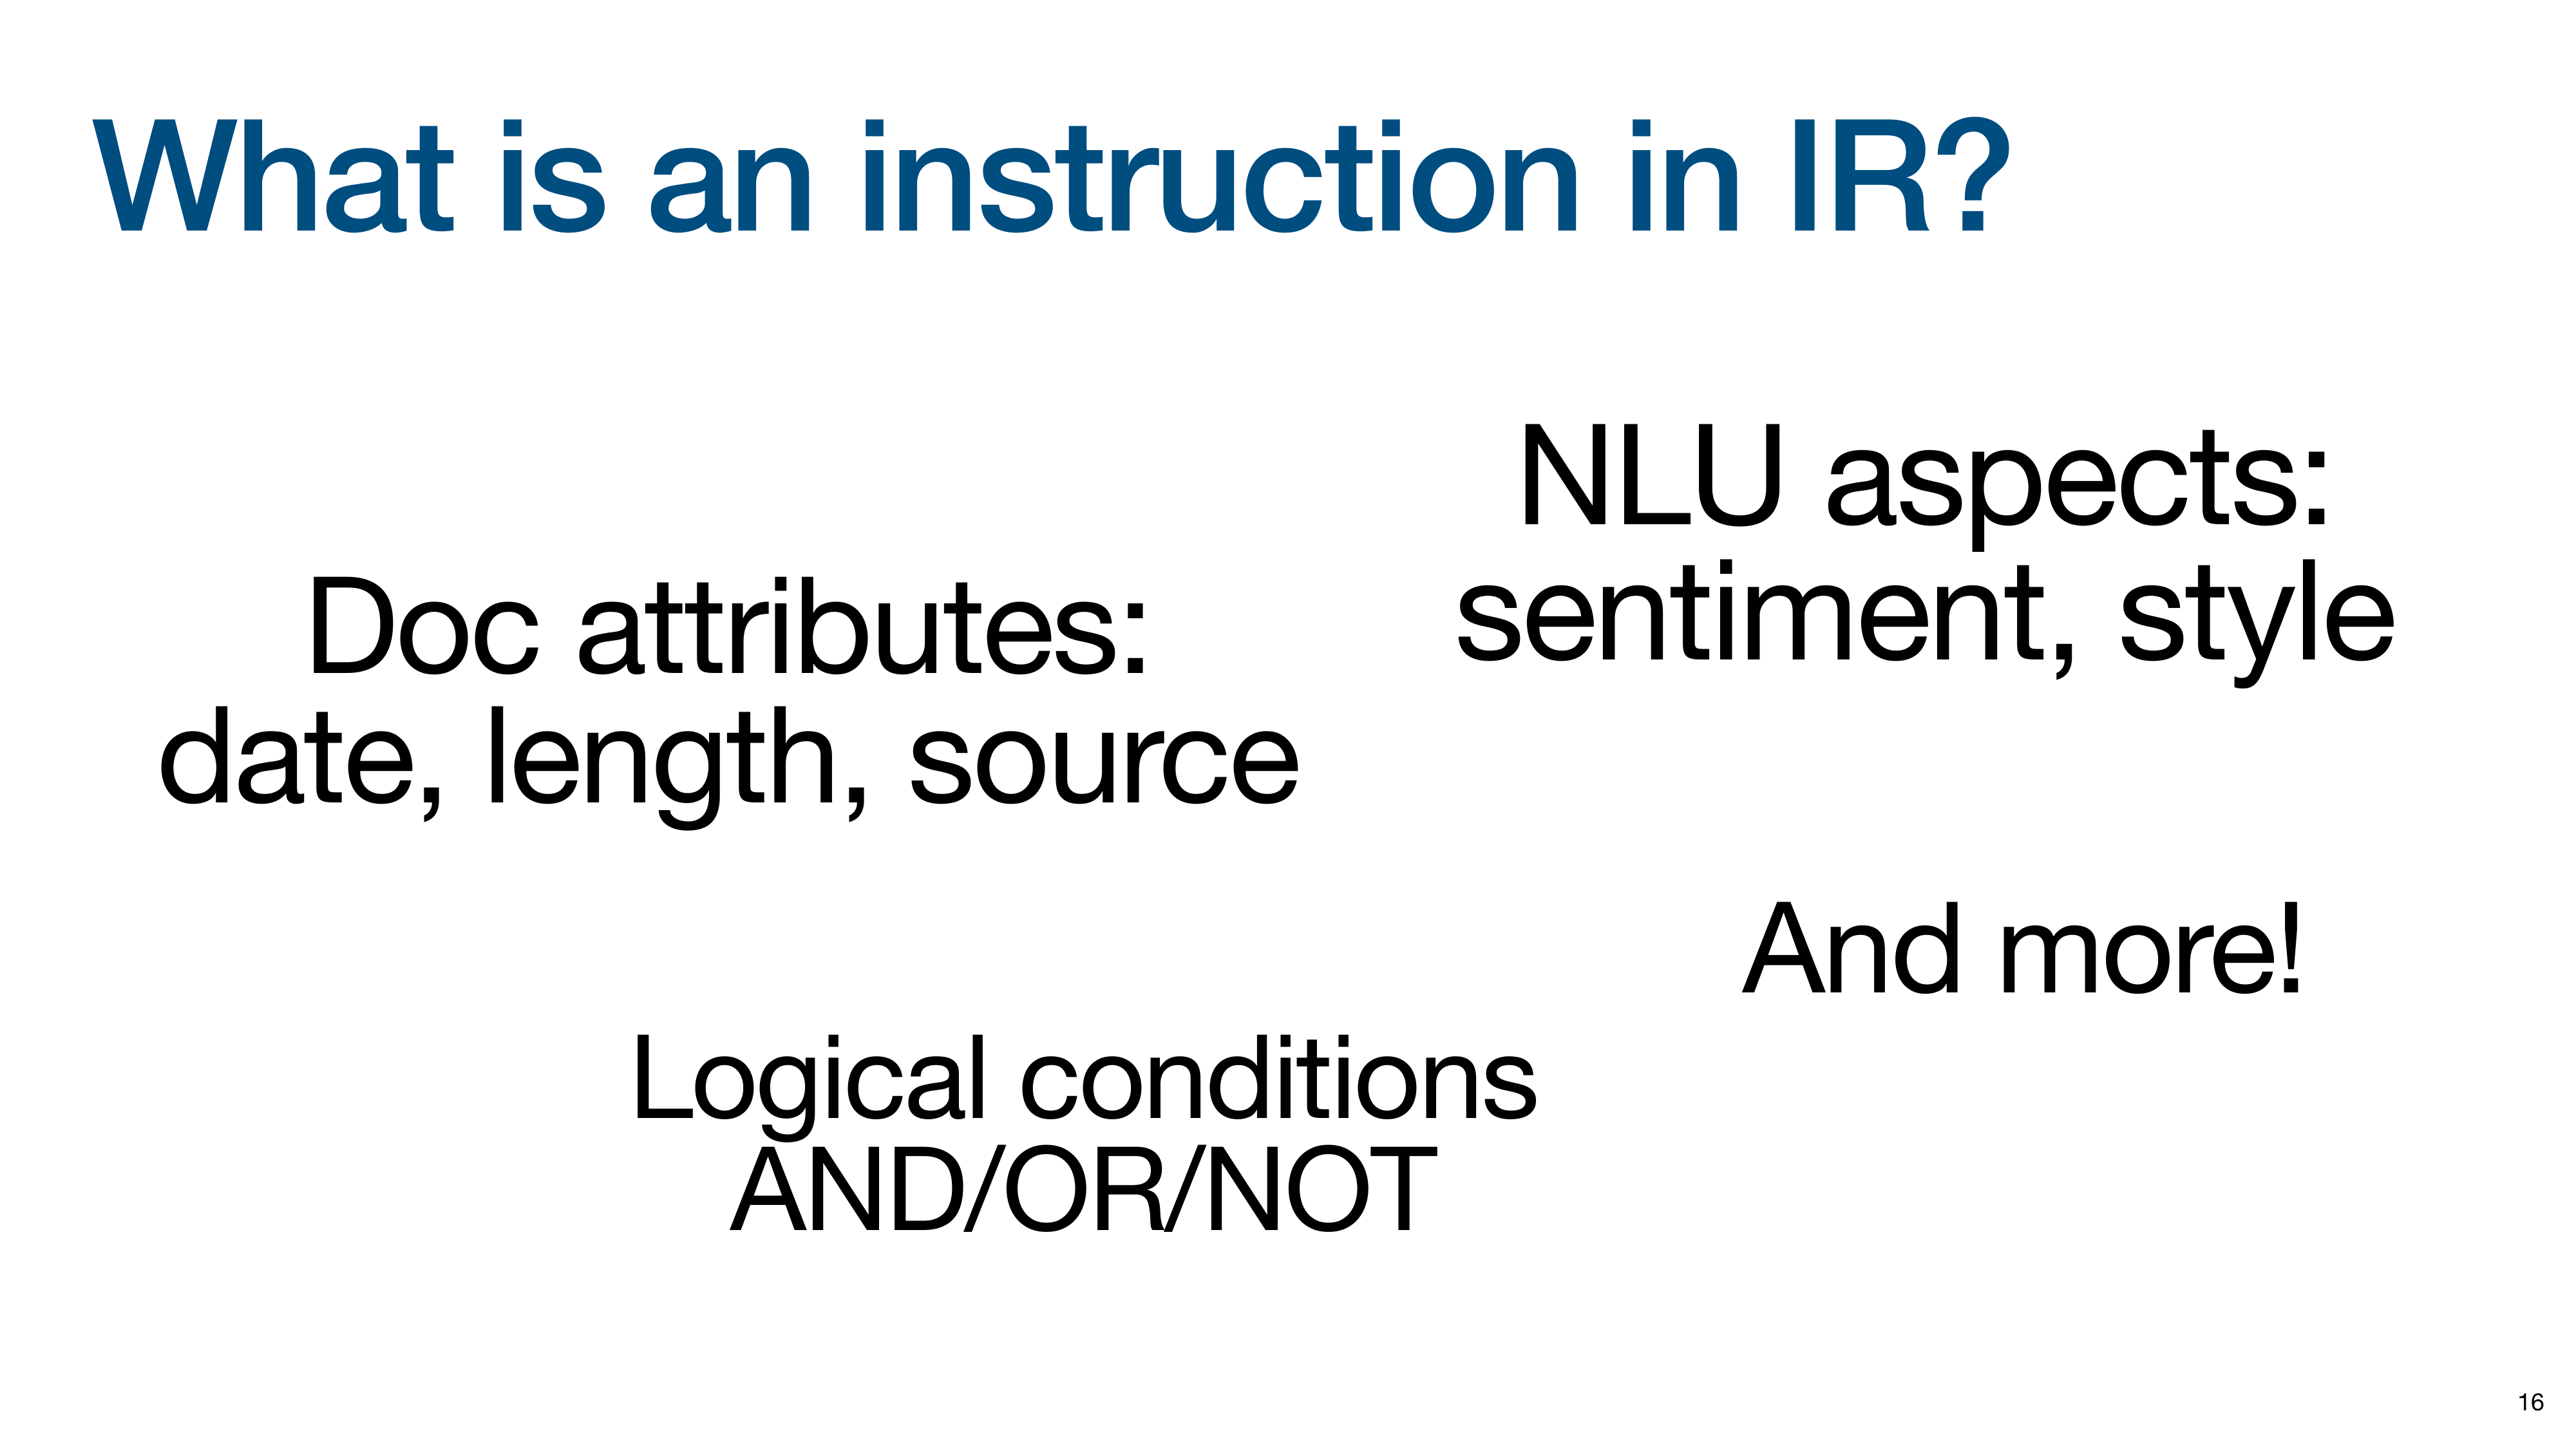 What is an instruction in IR?
Doc attributes:
date, length, source
NLU aspects:
sentiment, style
Logical conditions
AND/OR/NOT
And more!
16